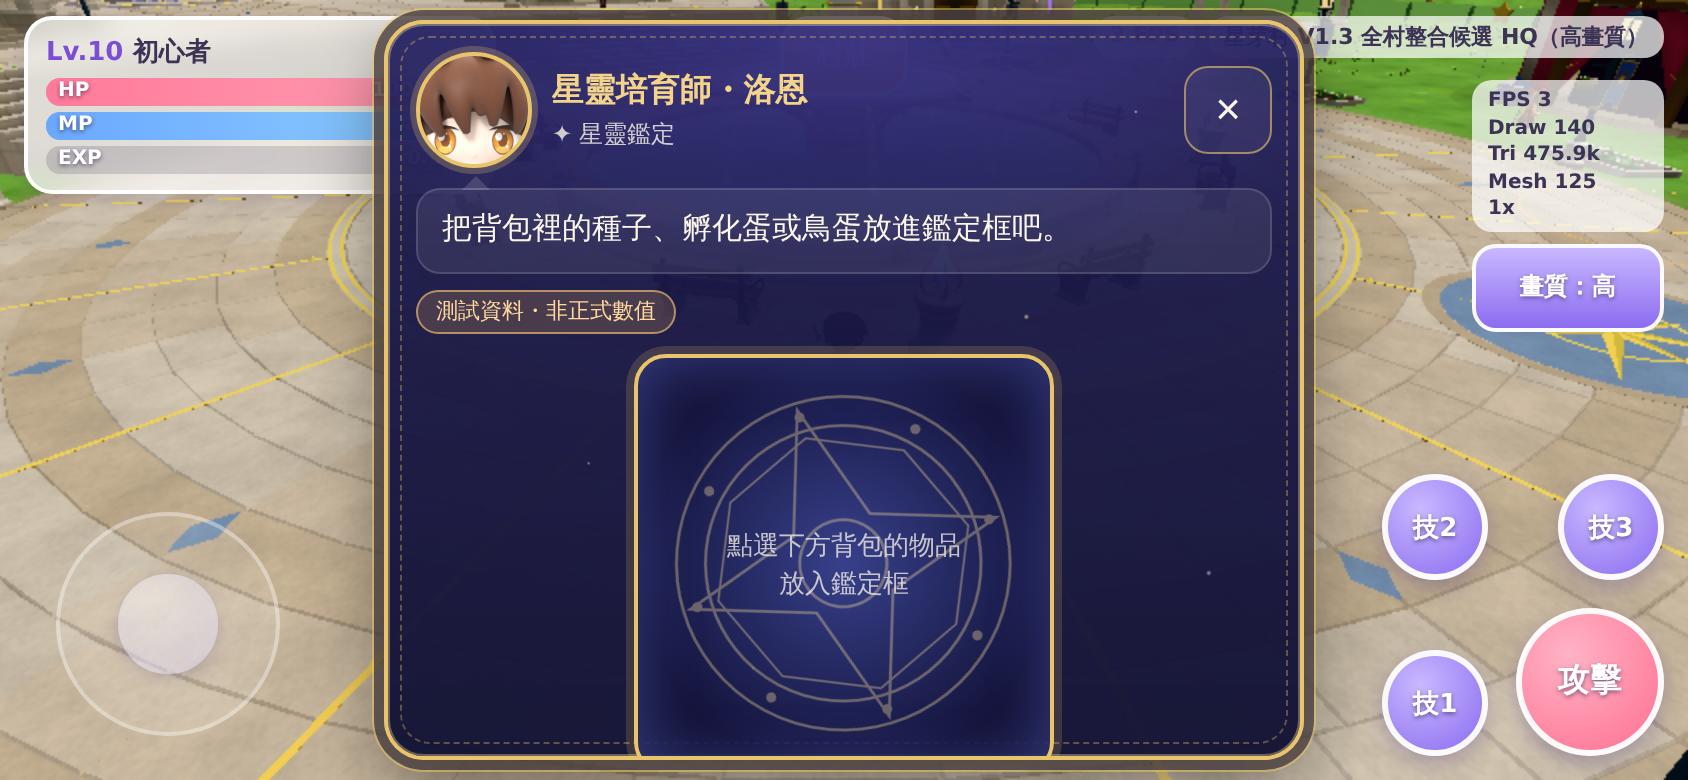 Lv.10 初心者
HP
MP
EXP
星靈培育師・洛恩
✦ 星靈鑑定
×
把背包裡的種子、孵化蛋或鳥蛋放進鑑定框吧。
測試資料・非正式數值
點選下方背包的物品
放入鑑定框
V1.3 全村整合候選 HQ（高畫質）
FPS 3
Draw 140
Tri 475.9k
Mesh 125
1x
畫質：高
技2
技3
技1
攻擊